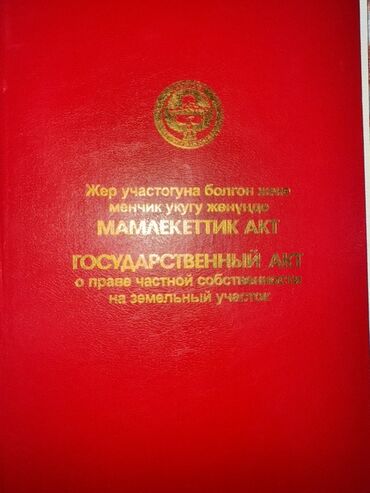 Жер участогуна болгон жеке
менчик укугу жөнүндө
МАМЛЕКЕТТИК АКТ
ГОСУДАРСТВЕННЫЙ АКТ
о праве частной собственности
на земельный участок